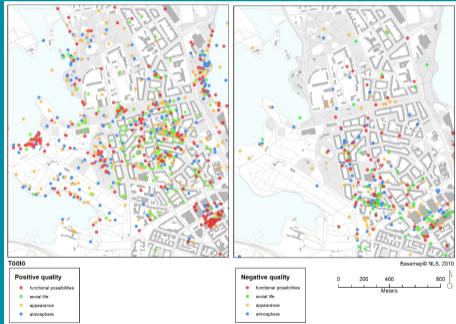 Töölö
Basemap© NLS, 2010
Positive quality
functional possibilities
social life
appearance
atmosphere
Negative quality
functional possibilities
social life
appearance
atmosphere
0 200 400 800
Meters